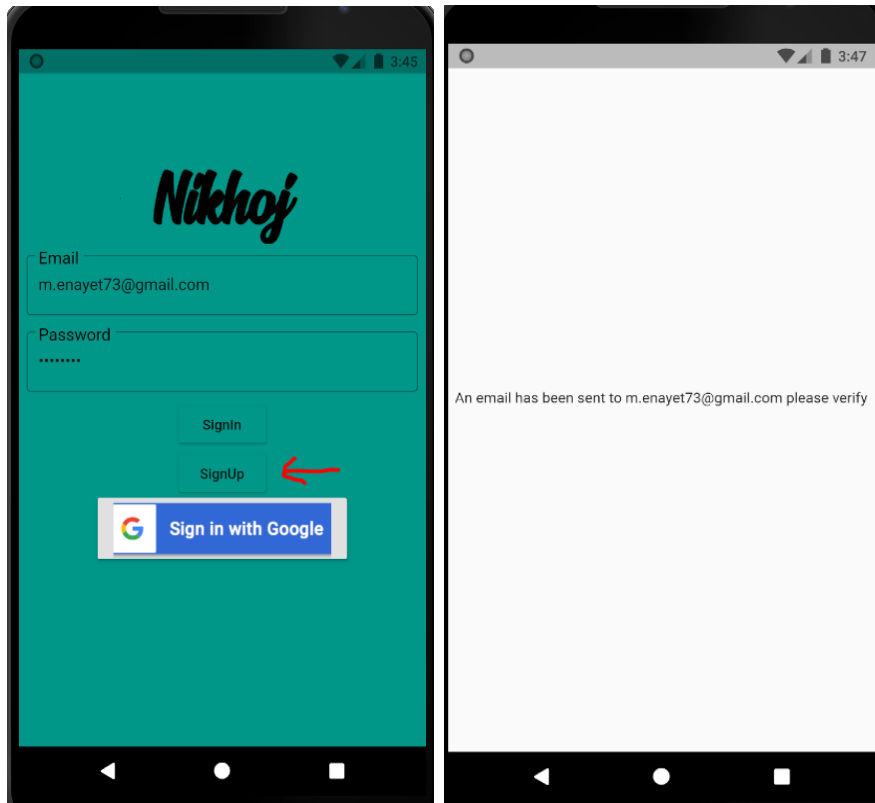 3:45
Nikhoj
Email
m.enayet73@gmail.com
Password
••••••••
SignIn
SignUp
G Sign in with Google
3:47
An email has been sent to m.enayet73@gmail.com please verify